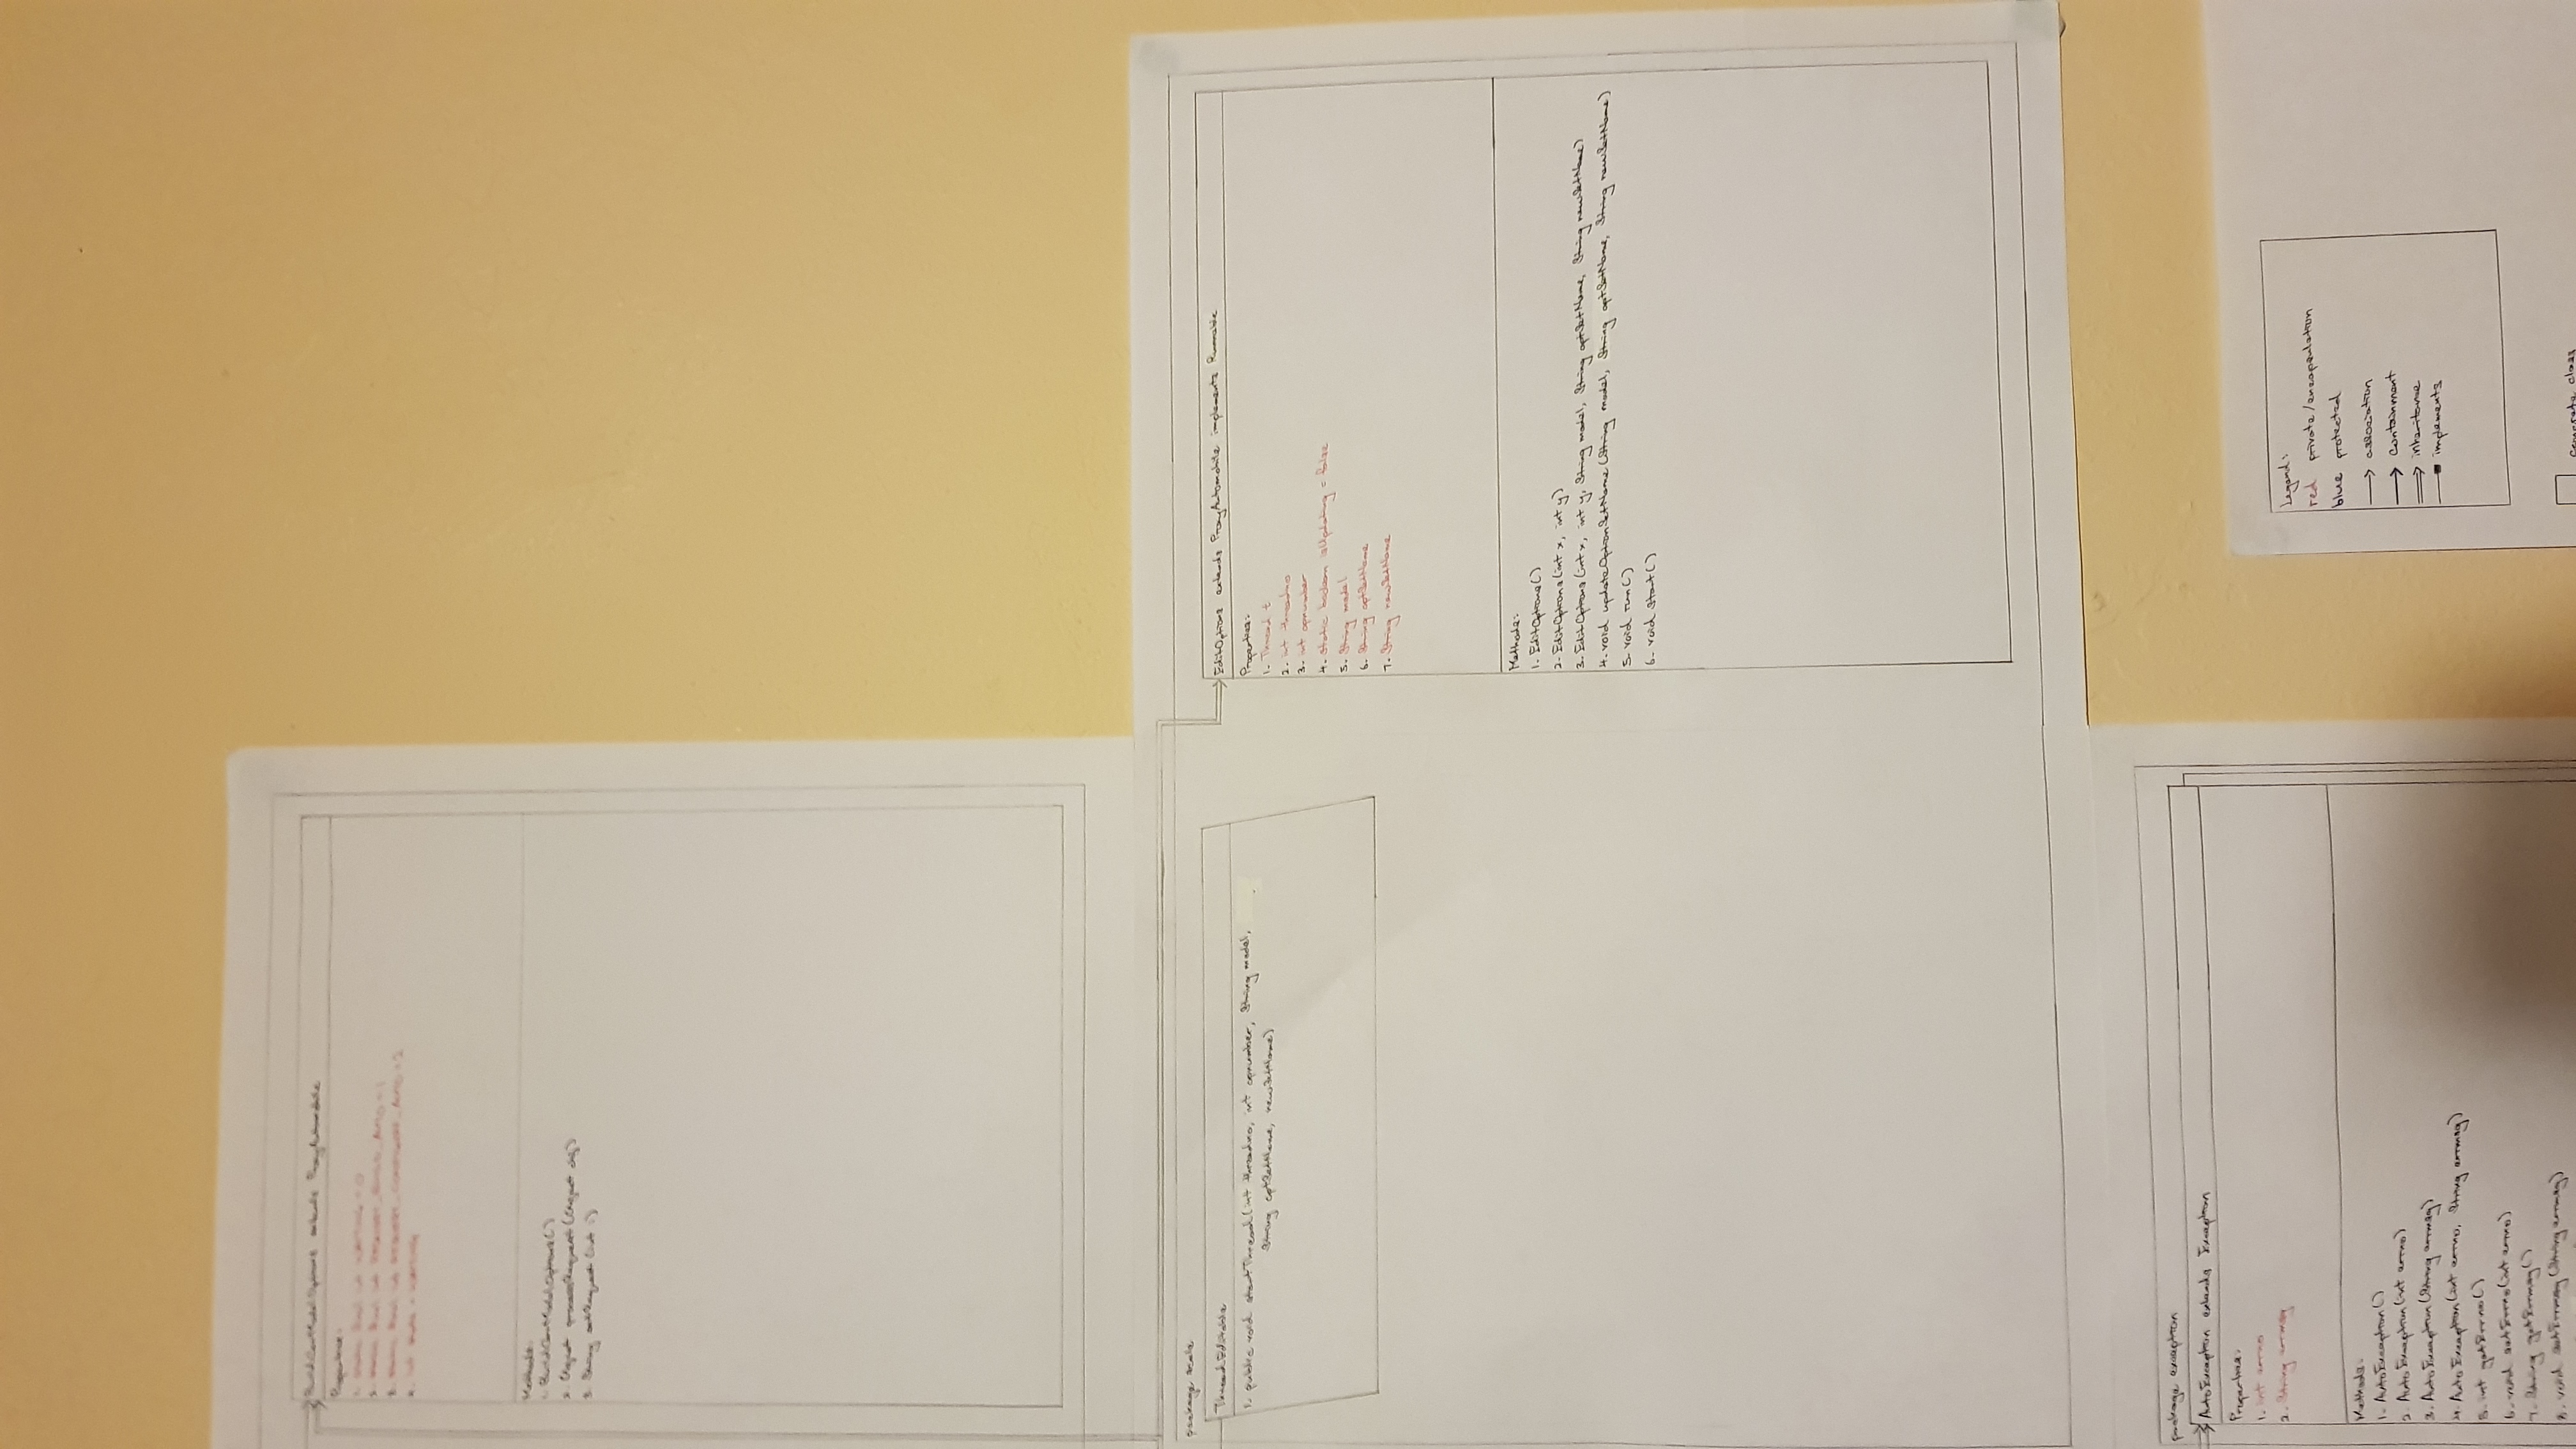 BuildCarModelOptions extends ProxyAutomobile
Properties:
1. static final int WAITING = 0
2. static final int REQUEST_BUILD_AUTO = 1
3. static final int REQUEST_CONFIGURE_AUTO = 2
4. int state = WAITING
Methods:
1. BuildCarModelOptions()
2. Object processRequest(Object obj)
3. String setRequest(int i)
package scale
ThreadEditable
1. public void startThread(int threadno, int opnumber, String model,
String optSetName, newSetName)
EditOptions extends ProxyAutomobile implements Runnable
Properties:
1. Thread t
2. int threadno
3. int opnumber
4. static boolean isUpdating = false
5. String model
6. String optSetName
7. String newSetName
Methods:
1. EditOptions()
2. EditOptions(int x, int y)
3. EditOptions(int x, int y, String model, String optSetName, String newSetName)
4. void updateOptionSetName(String model, String optSetName, String newSetName)
5. void run()
6. void start()
package exception
AutoException extends Exception
Properties:
1. int errno
2. String errmsg
Methods:
1. AutoException()
2. AutoException(int errno)
3. AutoException(String errmsg)
4. AutoException(int errno, String errmsg)
5. int getErrno()
6. void setErrno(int errno)
7. String getErrmsg()
8. void setErrmsg(String errmsg)
Legend:
red private/encapsulation
blue protected
association
containment
inheritance
implements
concrete class